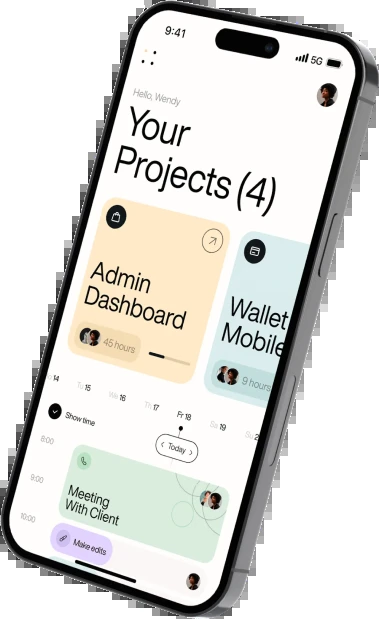 9:41
5G
Hello, Wendy
Your
Projects (4)
Admin
Dashboard
45 hours
Wallet
Mobile
9 hours
14
Tu 15
We 16
Th 17
Fr 18
Sa 19
Su 2
Show time
Today
8:00
9:00
10:00
Meeting
With Client
Make edits